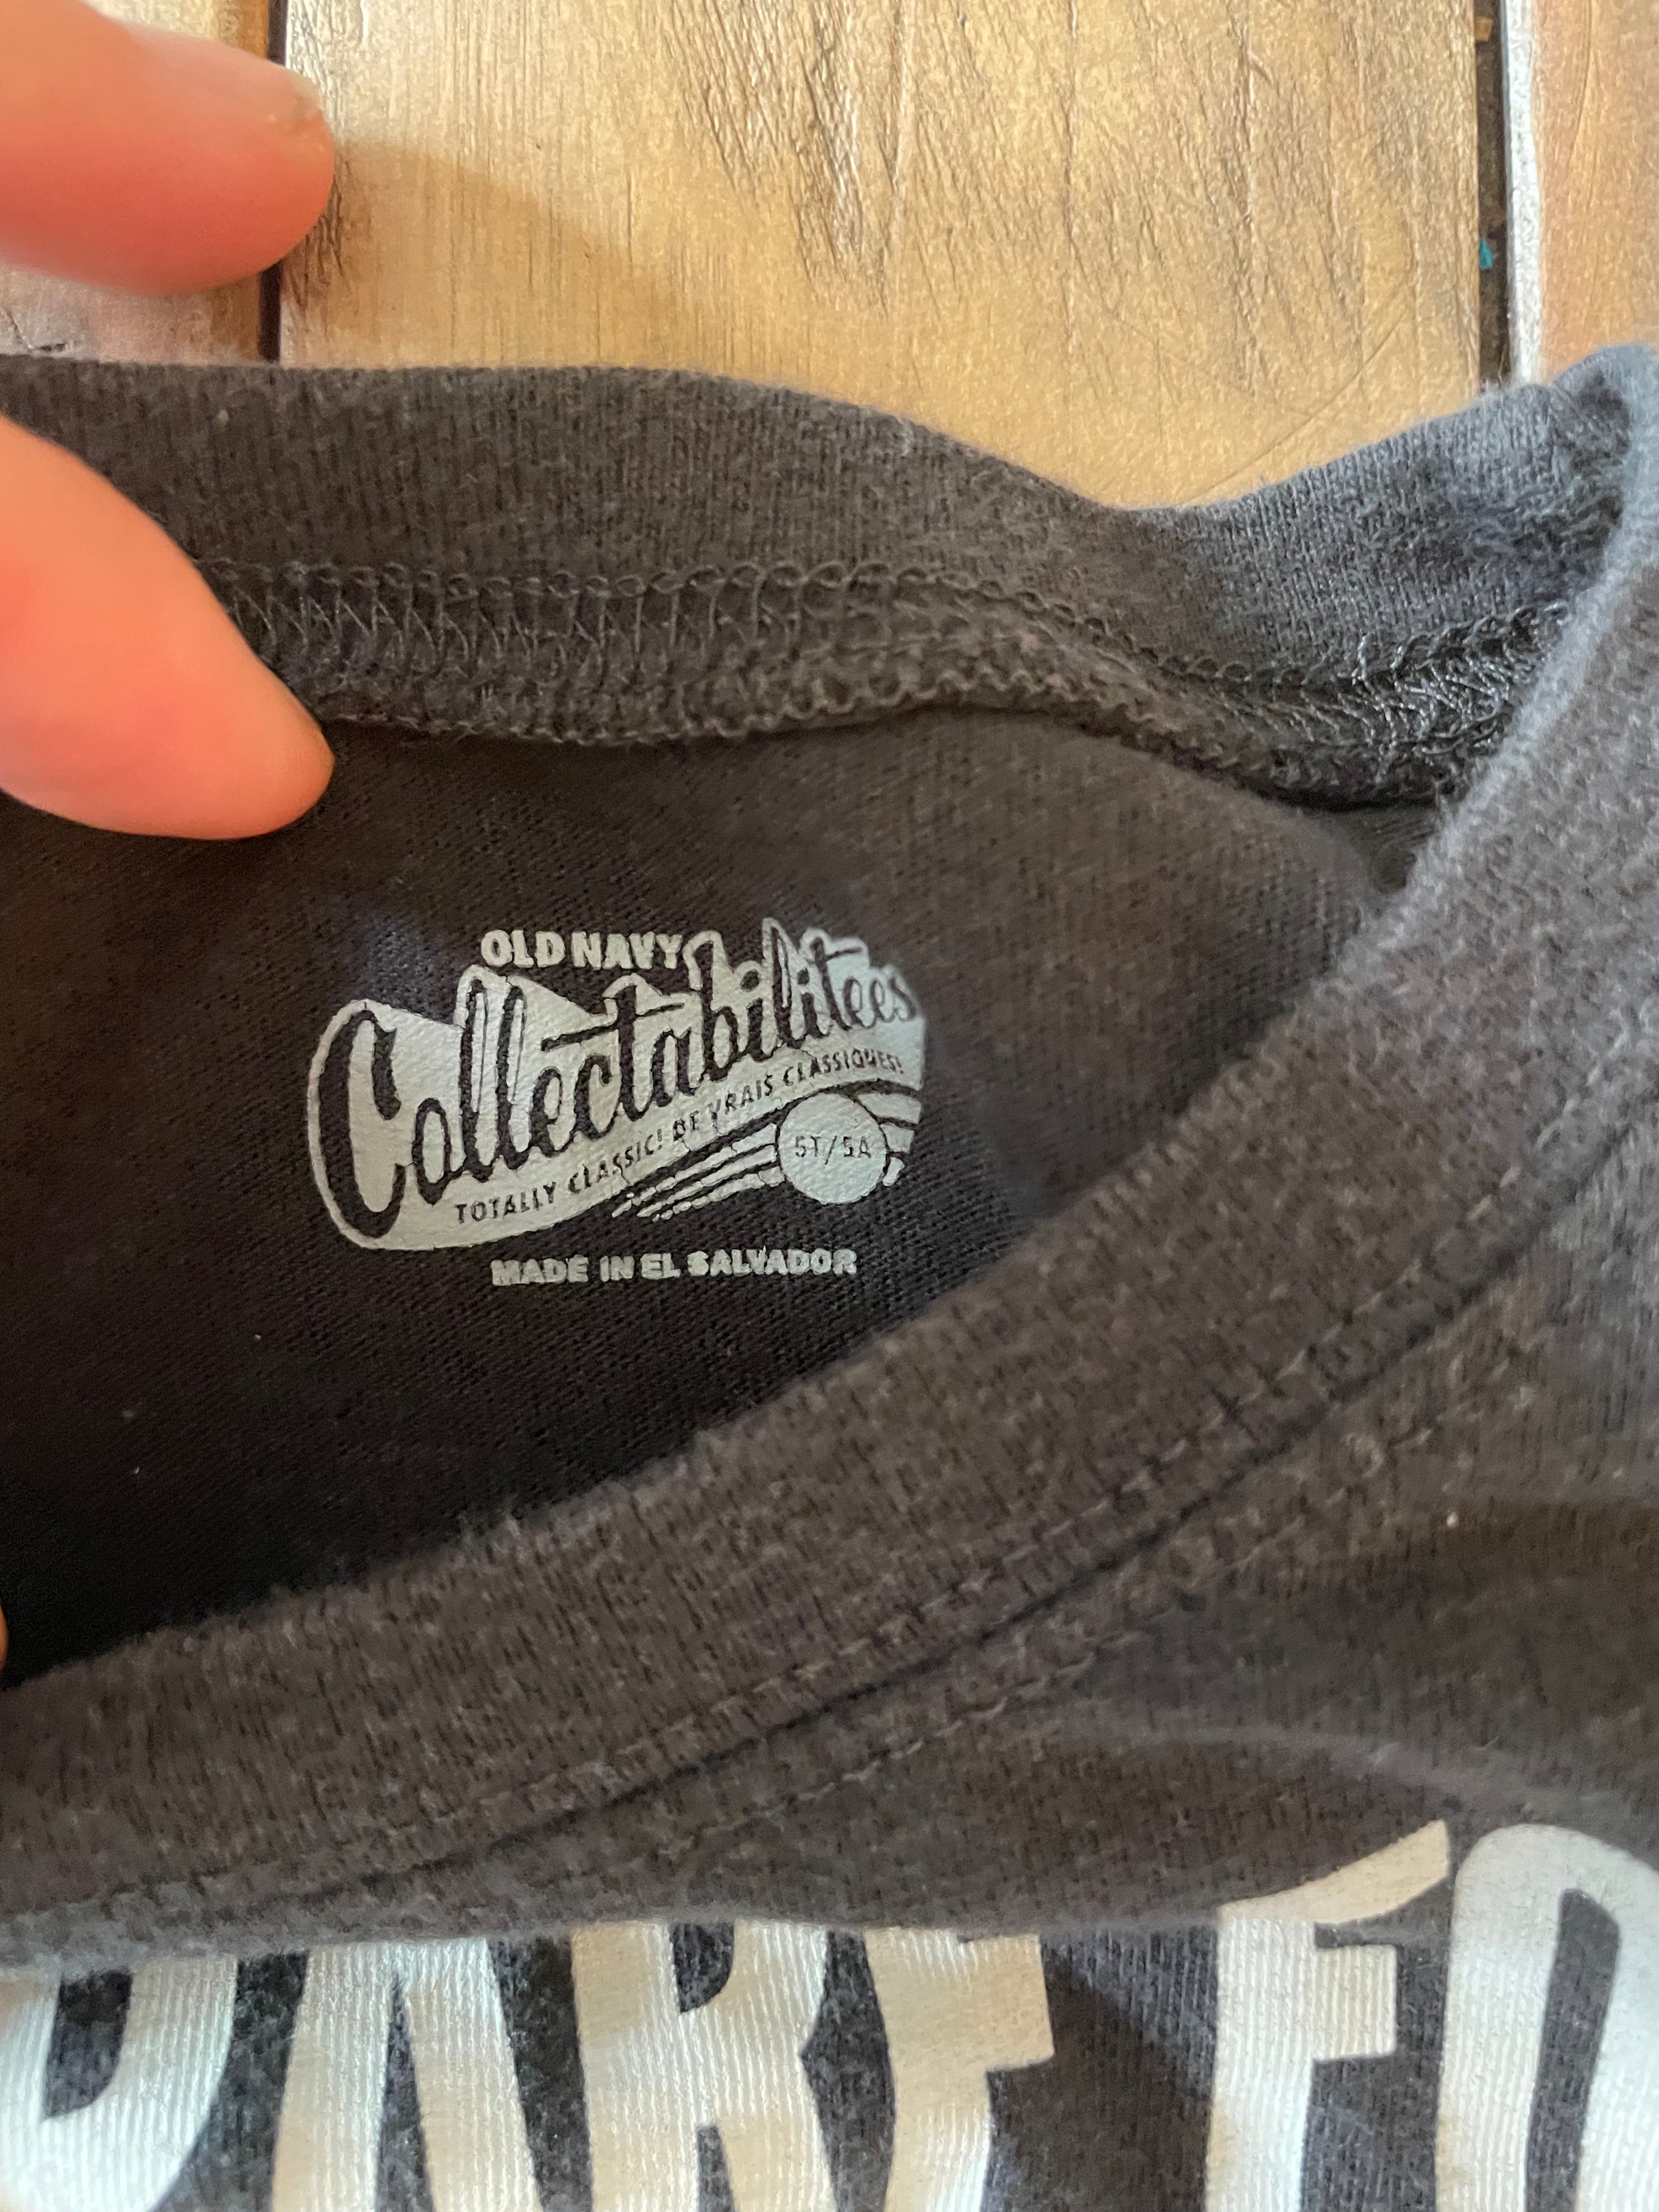 OLD NAVY
Collectabilitees
TOTALLY CLASSIC! DE VRAIS CLASSIQUES!
5T/5A
MADE IN EL SALVADOR